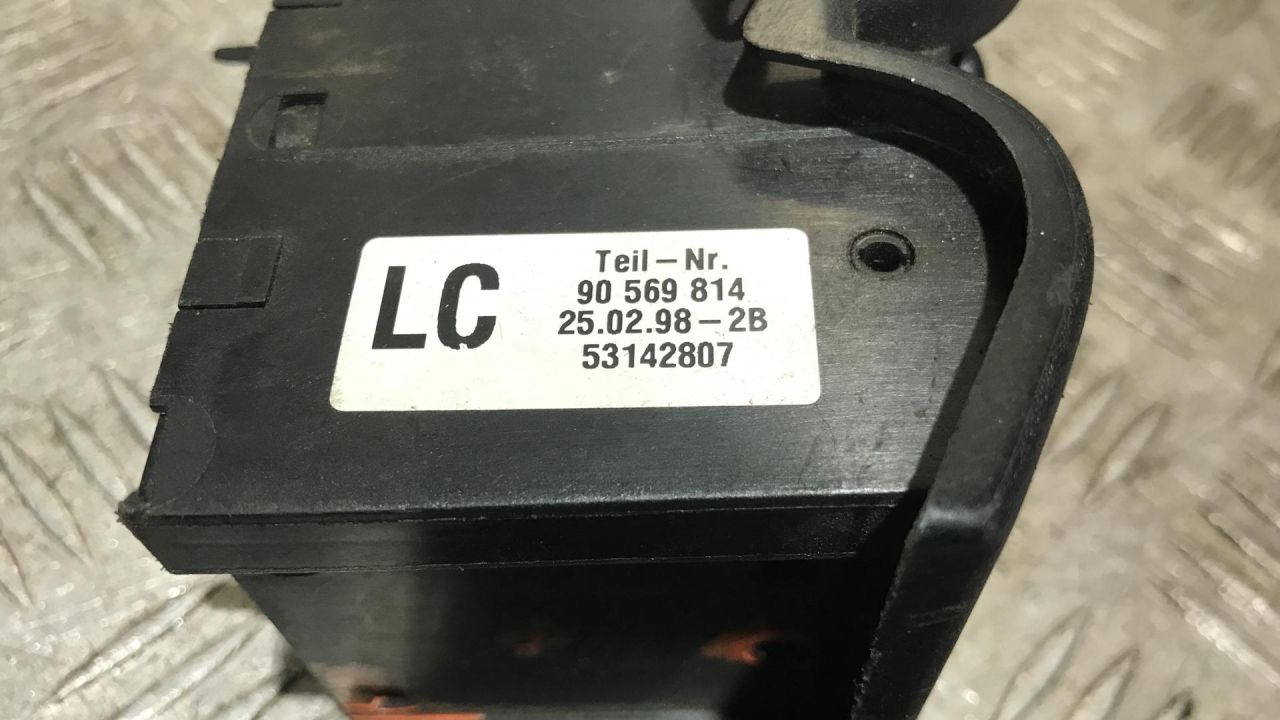 LC
Teil-Nr.
90 569 814
25.02.98-2B
53142807